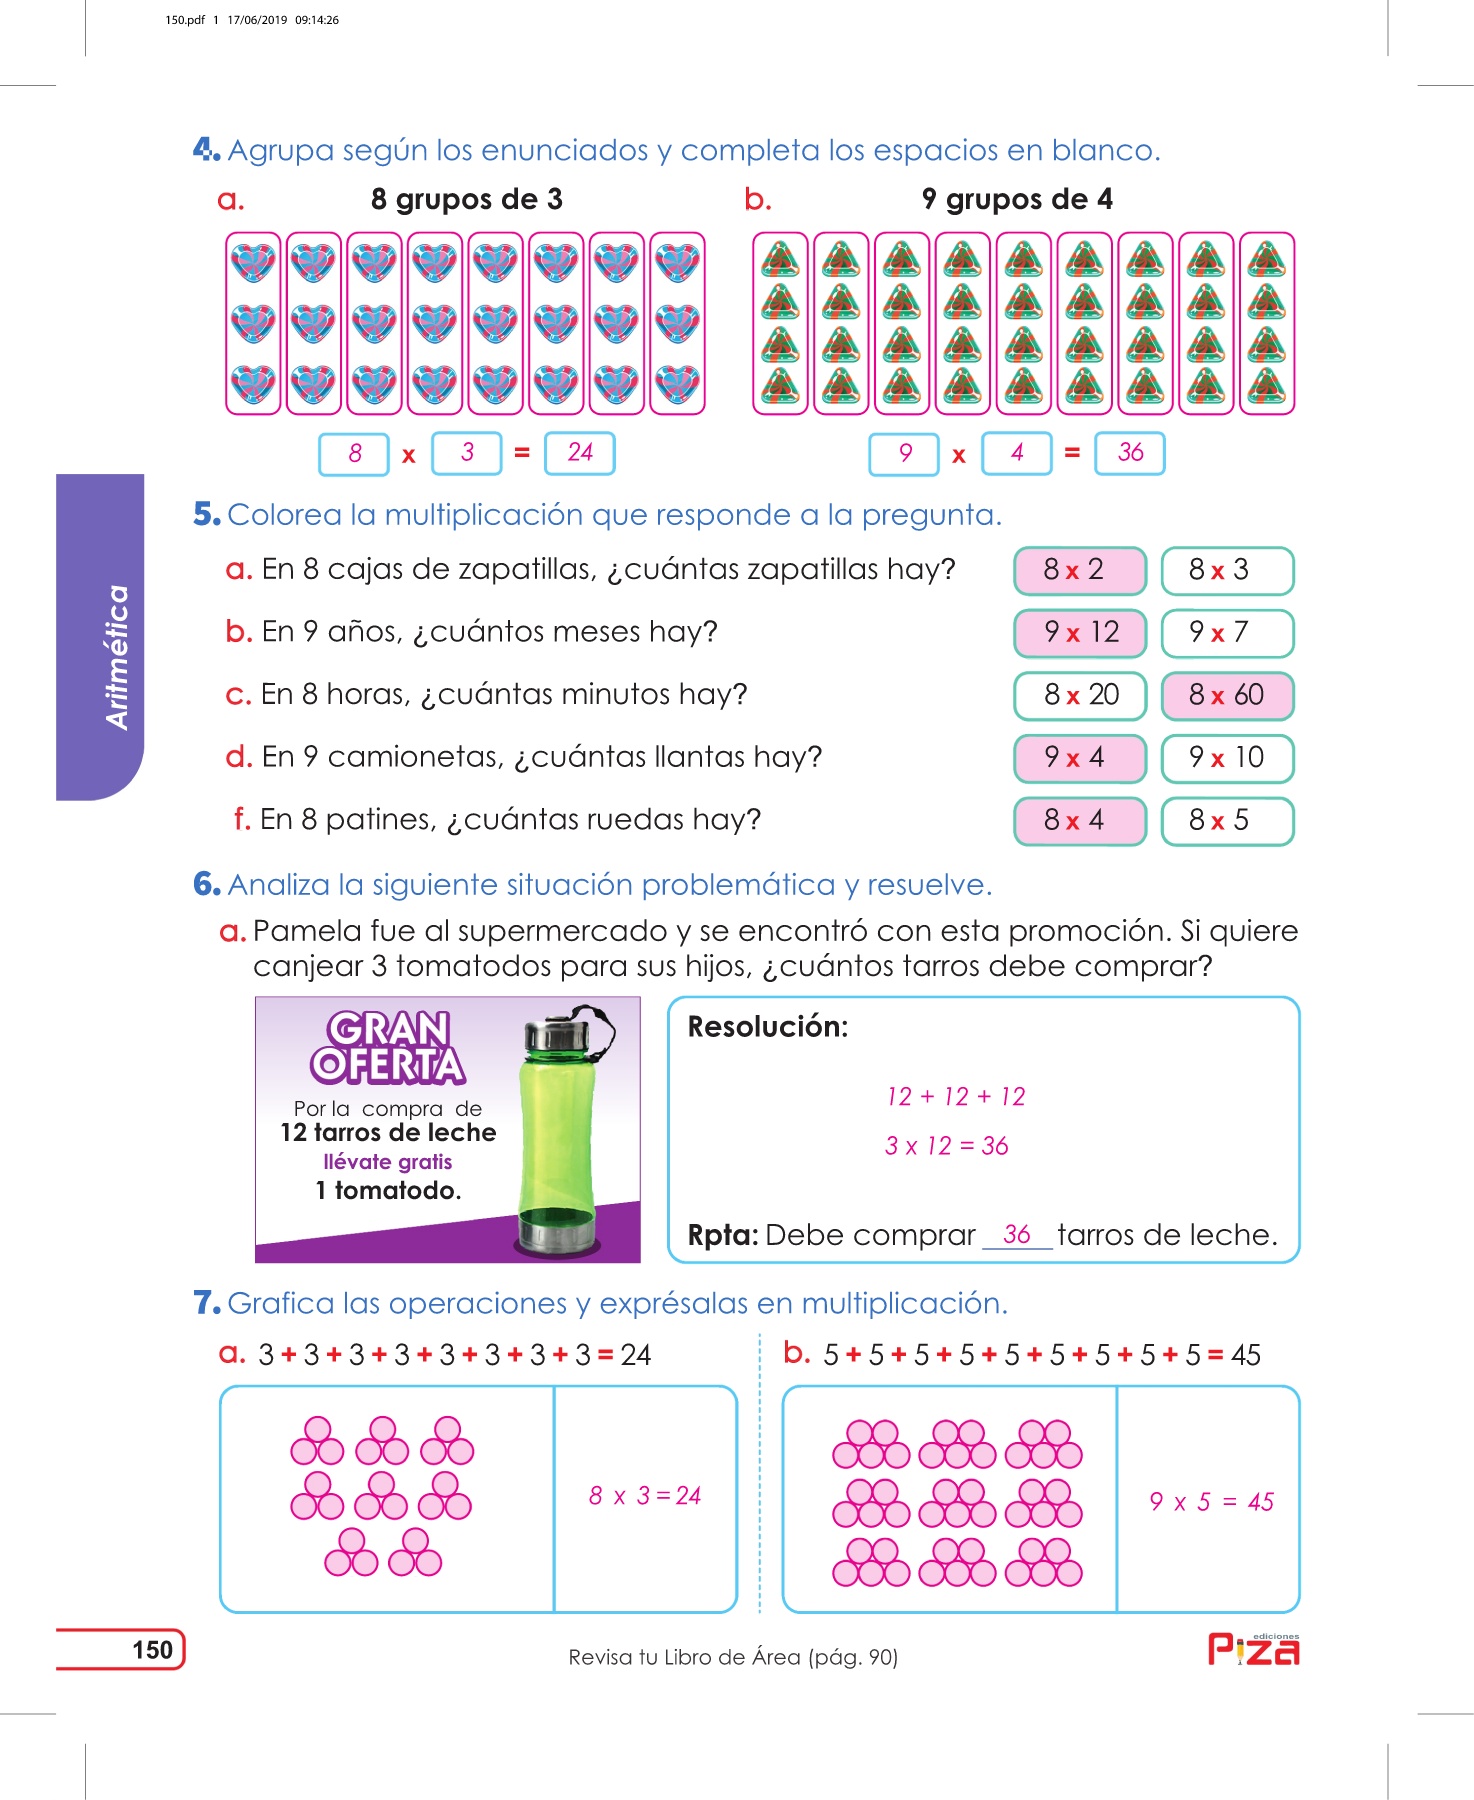 150.pdf 1 17/06/2019 09:14:26
4. Agrupa según los enunciados y completa los espacios en blanco.
a. 8 grupos de 3
b. 9 grupos de 4
8 x 3 = 24
9 x 4 = 36
Aritmética
5. Colorea la multiplicación que responde a la pregunta.
a. En 8 cajas de zapatillas, ¿cuántas zapatillas hay? 8 x 2 8 x 3
b. En 9 años, ¿cuántos meses hay? 9 x 12 9 x 7
c. En 8 horas, ¿cuántas minutos hay? 8 x 20 8 x 60
d. En 9 camionetas, ¿cuántas llantas hay? 9 x 4 9 x 10
f. En 8 patines, ¿cuántas ruedas hay? 8 x 4 8 x 5
6. Analiza la siguiente situación problemática y resuelve.
a. Pamela fue al supermercado y se encontró con esta promoción. Si quiere
canjear 3 tomatodos para sus hijos, ¿cuántos tarros debe comprar?
GRAN
OFERTA
Por la compra de
12 tarros de leche
llévate gratis
1 tomatodo.
Resolución:
12 + 12 + 12
3 x 12 = 36
Rpta: Debe comprar 36 tarros de leche.
7. Grafica las operaciones y exprésalas en multiplicación.
a. 3 + 3 + 3 + 3 + 3 + 3 + 3 + 3 = 24
8 x 3 = 24
b. 5 + 5 + 5 + 5 + 5 + 5 + 5 + 5 + 5 = 45
9 x 5 = 45
150
Revisa tu Libro de Área (pág. 90)
ediciones
Piza